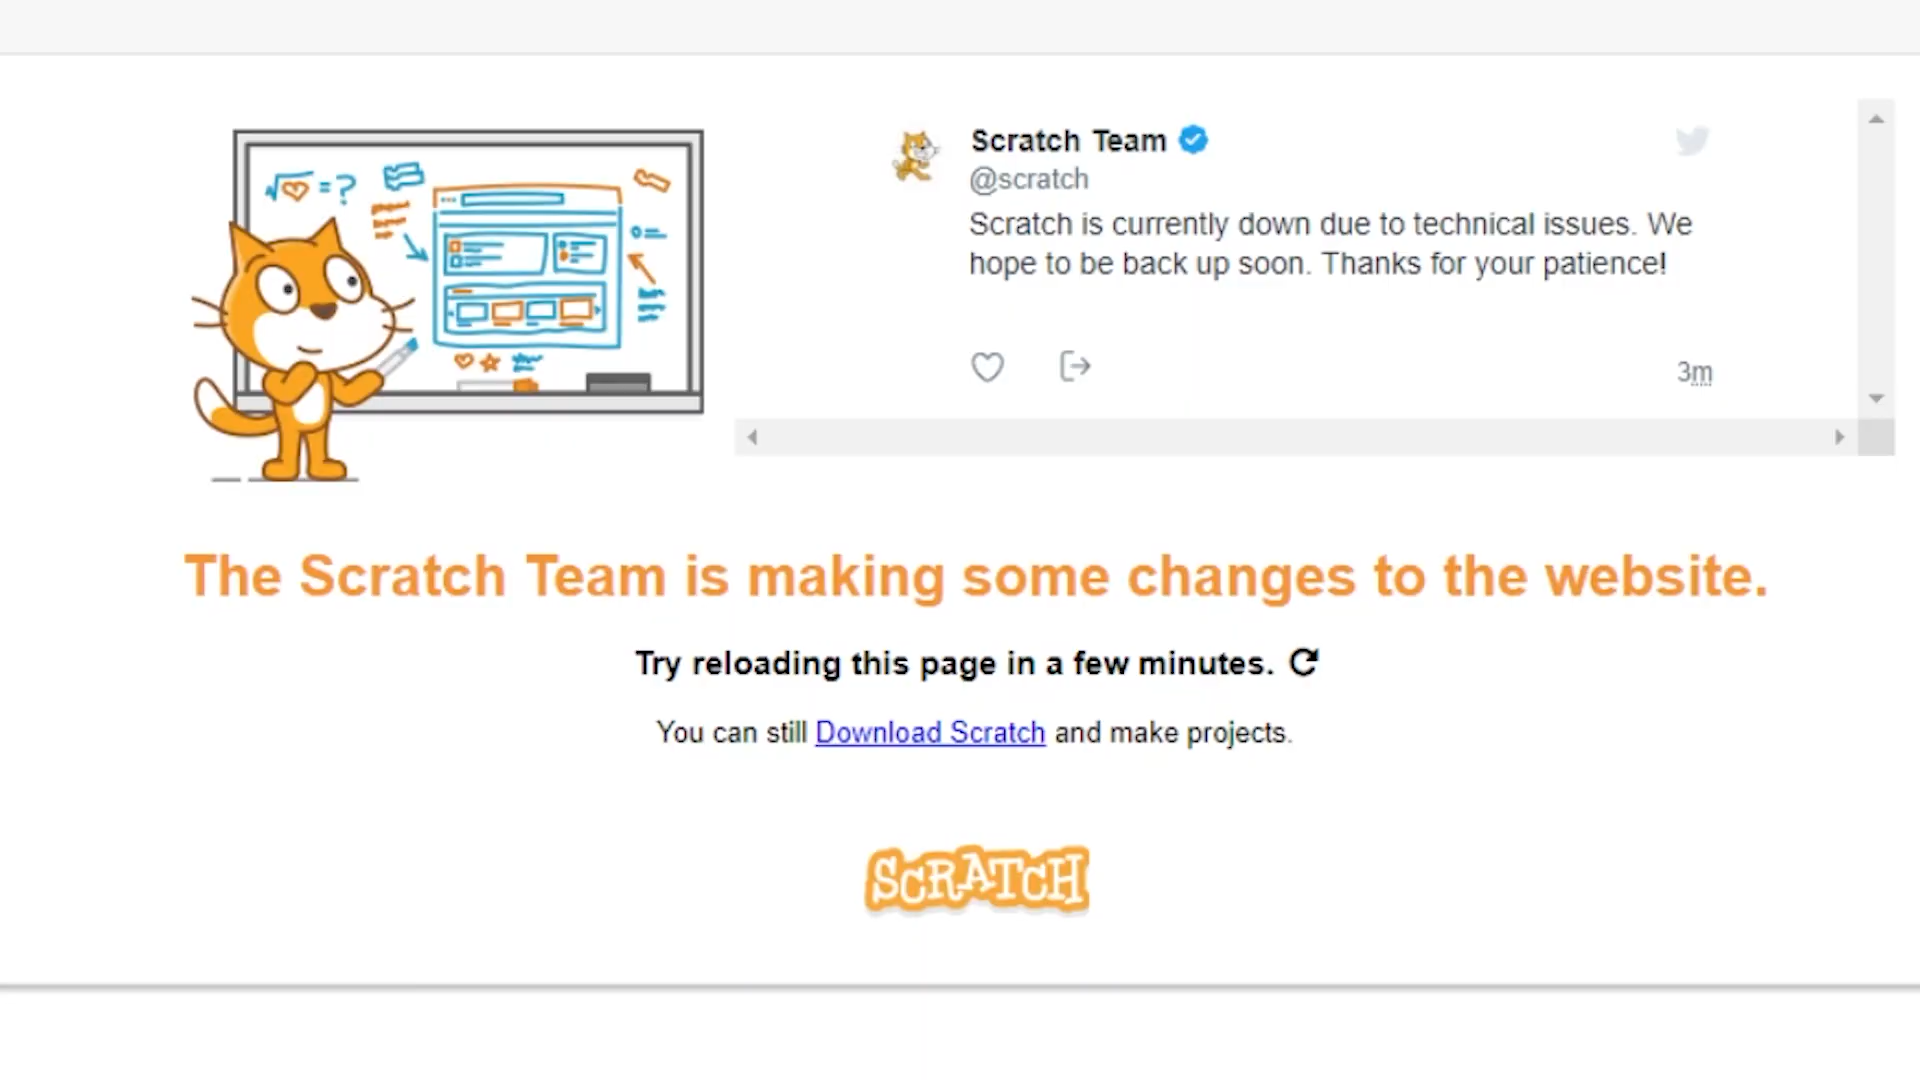 Scratch Team
@scratch
Scratch is currently down due to technical issues. We
hope to be back up soon. Thanks for your patience!
3m
=?
The Scratch Team is making some changes to the website.
Try reloading this page in a few minutes.
You can still Download Scratch and make projects.
SCRATCH